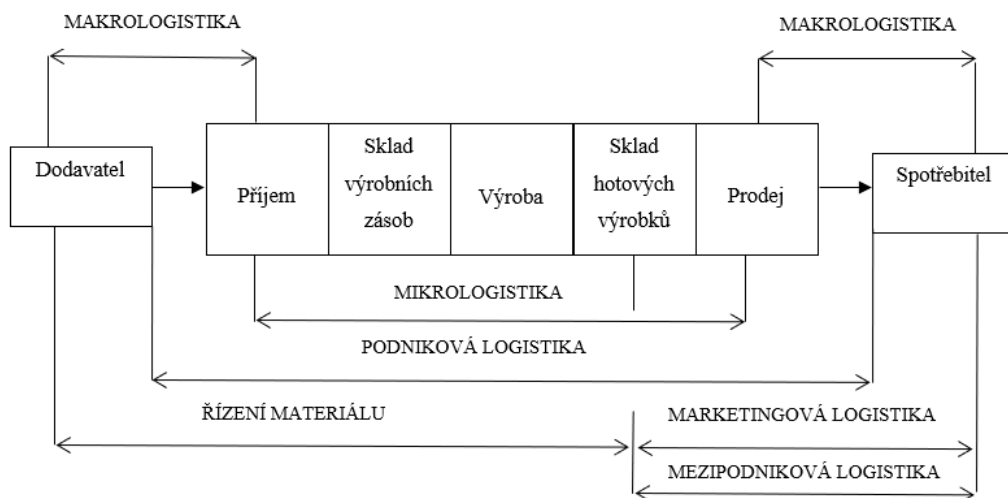 MAKROLOGISTIKA
MAKROLOGISTIKA
Dodavatel
Příjem
Sklad
výrobních
zásob
Výroba
Sklad
hotových
výrobků
Prodej
Spotřebitel
MIKROLOGISTIKA
PODNIKOVÁ LOGISTIKA
ŘÍZENÍ MATERIÁLU
MARKETINGOVÁ LOGISTIKA
MEZIPODNIKOVÁ LOGISTIKA